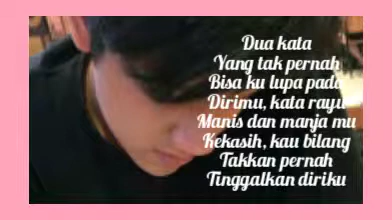 Dua kata
Yang tak pernah
Bisa ku lupa pada
Dirimu, kata rayu
Manis dan manja mu
Kekasih, kau bilang
Takkan pernah
Tinggalkan diriku